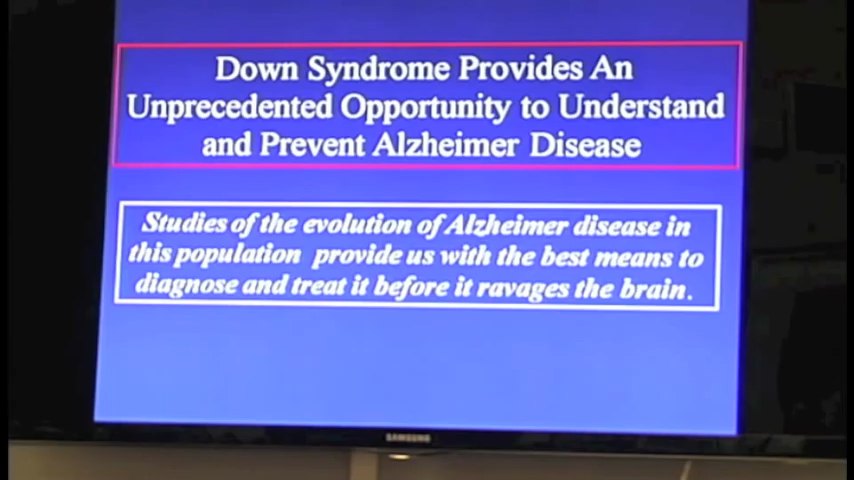 Down Syndrome Provides An
Unprecedented Opportunity to Understand
and Prevent Alzheimer Disease
Studies of the evolution of Alzheimer disease in
this population provide us with the best means to
diagnose and treat it before it ravages the brain.
SAMSUNG